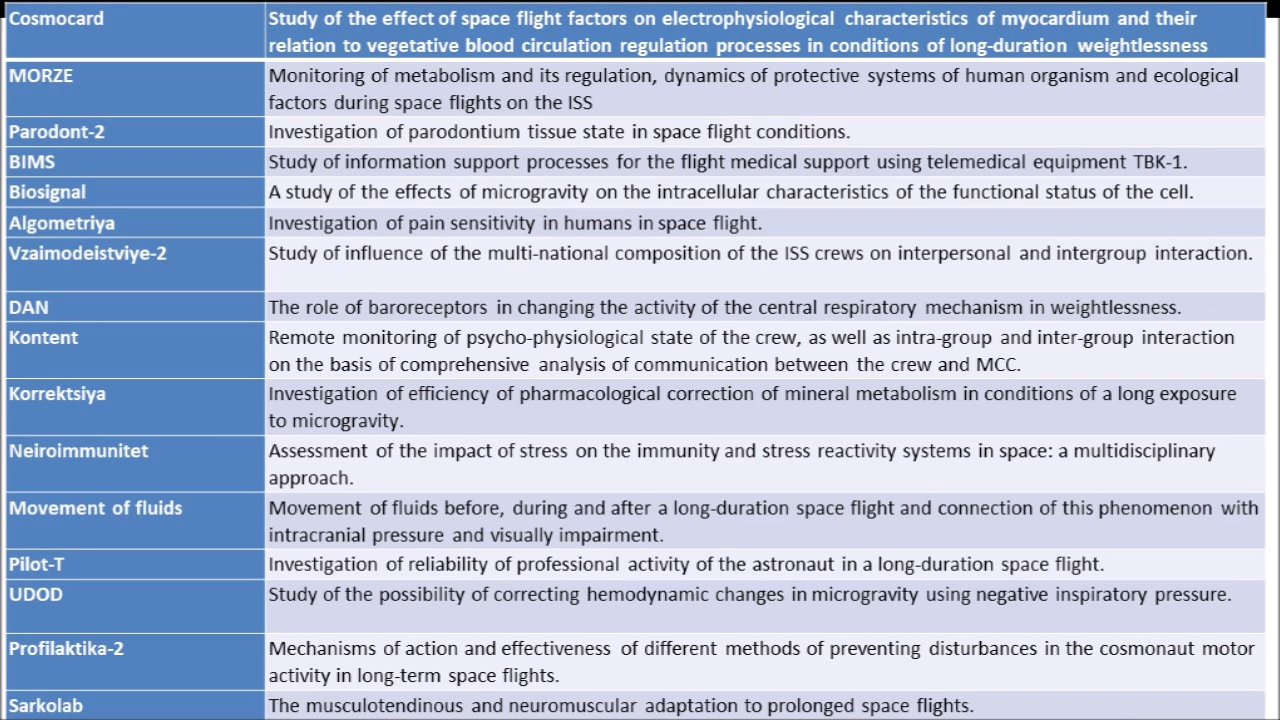 Cosmocard
Study of the effect of space flight factors on electrophysiological characteristics of myocardium and their
relation to vegetative blood circulation regulation processes in conditions of long-duration weightlessness
MORZE
Monitoring of metabolism and its regulation, dynamics of protective systems of human organism and ecological
factors during space flights on the ISS
Parodont-2
Investigation of parodontium tissue state in space flight conditions.
BIMS
Study of information support processes for the flight medical support using telemedical equipment TBK-1.
Biosignal
A study of the effects of microgravity on the intracellular characteristics of the functional status of the cell.
Algometriya
Investigation of pain sensitivity in humans in space flight.
Vzaimodeistviye-2
Study of influence of the multi-national composition of the ISS crews on interpersonal and intergroup interaction.
DAN
The role of baroreceptors in changing the activity of the central respiratory mechanism in weightlessness.
Kontent
Remote monitoring of psycho-physiological state of the crew, as well as intra-group and inter-group interaction
on the basis of comprehensive analysis of communication between the crew and MCC.
Korrektsiya
Investigation of efficiency of pharmacological correction of mineral metabolism in conditions of a long exposure
to microgravity.
Neiroimmunitet
Assessment of the impact of stress on the immunity and stress reactivity systems in space: a multidisciplinary
approach.
Movement of fluids
Movement of fluids before, during and after a long-duration space flight and connection of this phenomenon with
intracranial pressure and visually impairment.
Pilot-T
Investigation of reliability of professional activity of the astronaut in a long-duration space flight.
UDOD
Study of the possibility of correcting hemodynamic changes in microgravity using negative inspiratory pressure.
Profilaktika-2
Mechanisms of action and effectiveness of different methods of preventing disturbances in the cosmonaut motor
activity in long-term space flights.
Sarkolab
The musculotendinous and neuromuscular adaptation to prolonged space flights.